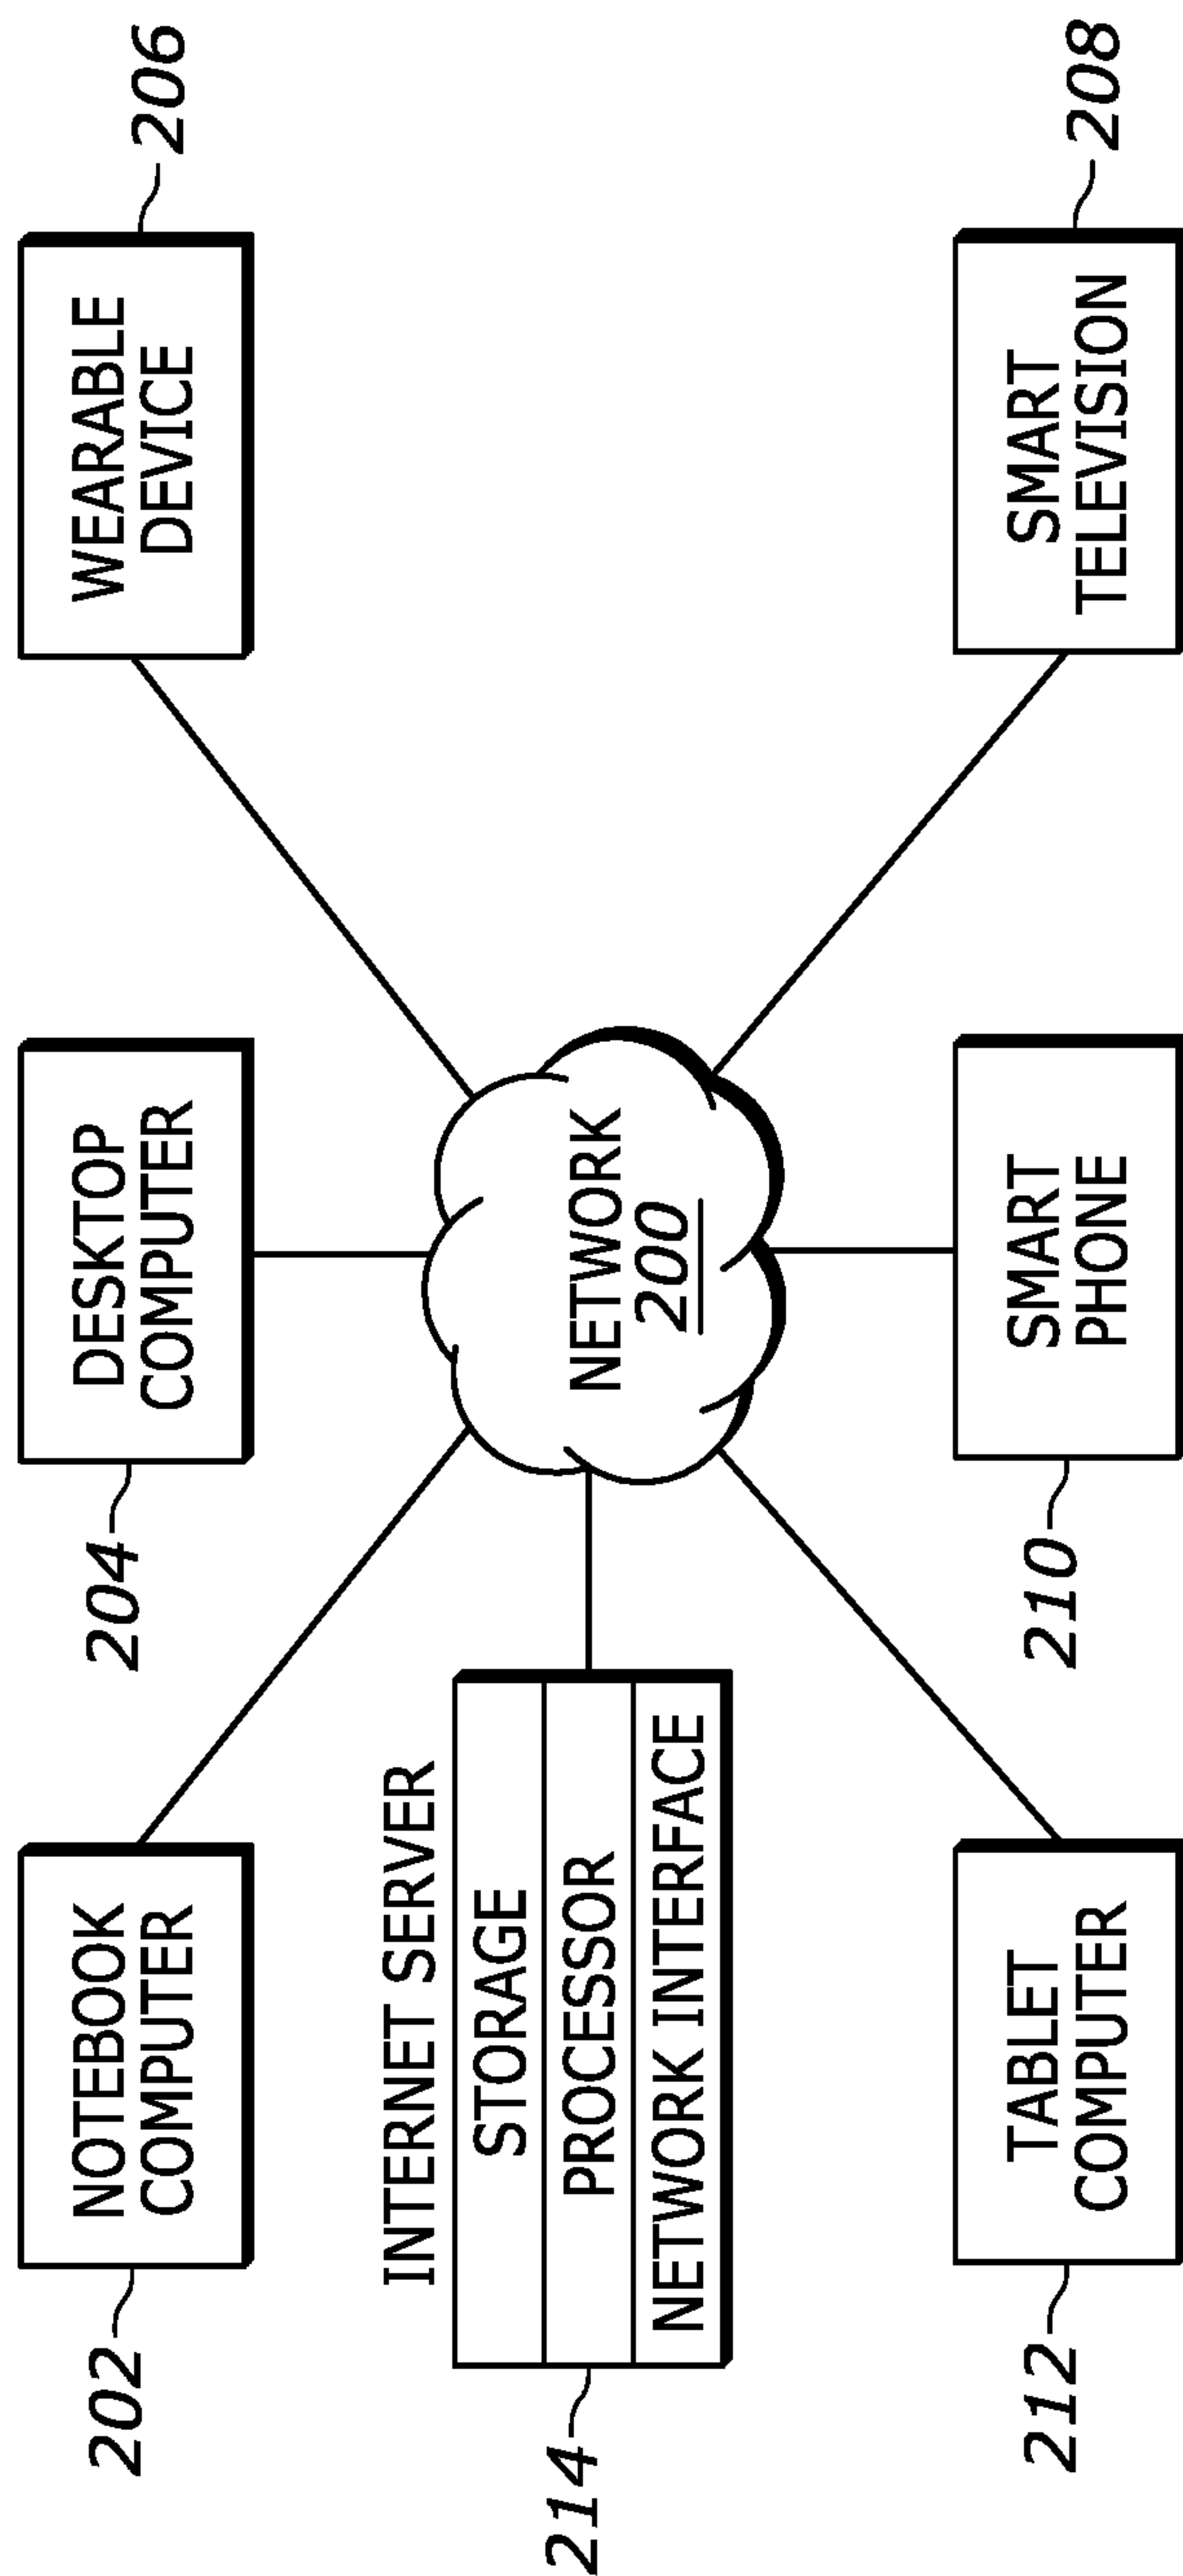 202
NOTEBOOK
COMPUTER
204
DESKTOP
COMPUTER
WEARABLE
DEVICE
206
INTERNET SERVER
214
STORAGE
PROCESSOR
NETWORK INTERFACE
NETWORK
200
212
TABLET
COMPUTER
210
SMART
PHONE
SMART
TELEVISION
208